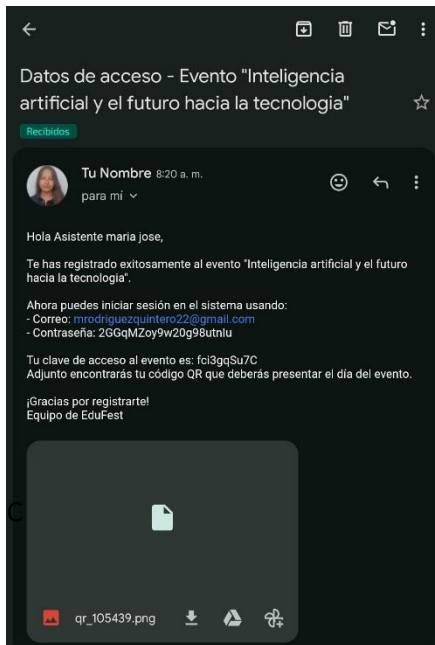 Datos de acceso - Evento "Inteligencia
artificial y el futuro hacia la tecnologia"
Recibidos
Tu Nombre 8:20 a. m.
para mí
Hola Asistente maria jose,
Te has registrado exitosamente al evento "Inteligencia artificial y el futuro
hacia la tecnologia".
Ahora puedes iniciar sesión en el sistema usando:
- Correo: mrodriguezquintero22@gmail.com
- Contraseña: 2GGqMZoy9w20g98utnlu
Tu clave de acceso al evento es: fci3gqSu7C
Adjunto encontrarás tu código QR que deberás presentar el día del evento.
¡Gracias por registrarte!
Equipo de EduFest
C
qr_105439.png